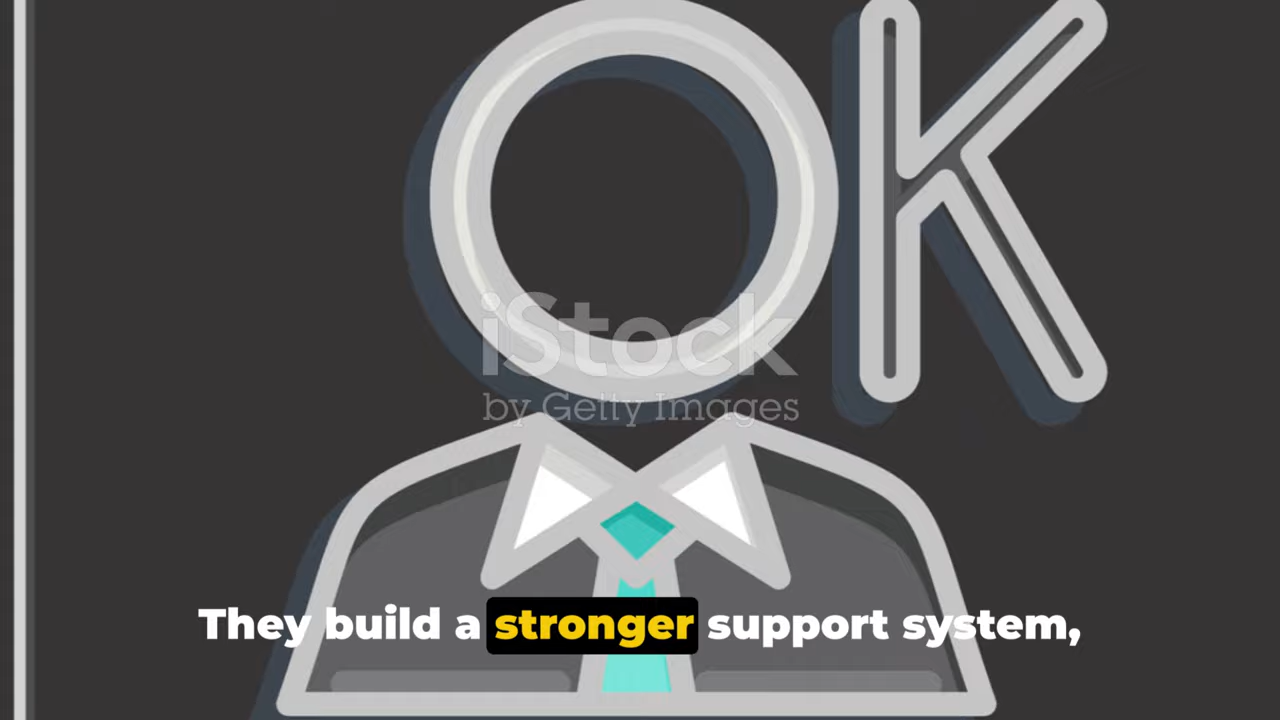 OK
iStock
by Getty Images
They build a stronger support system,